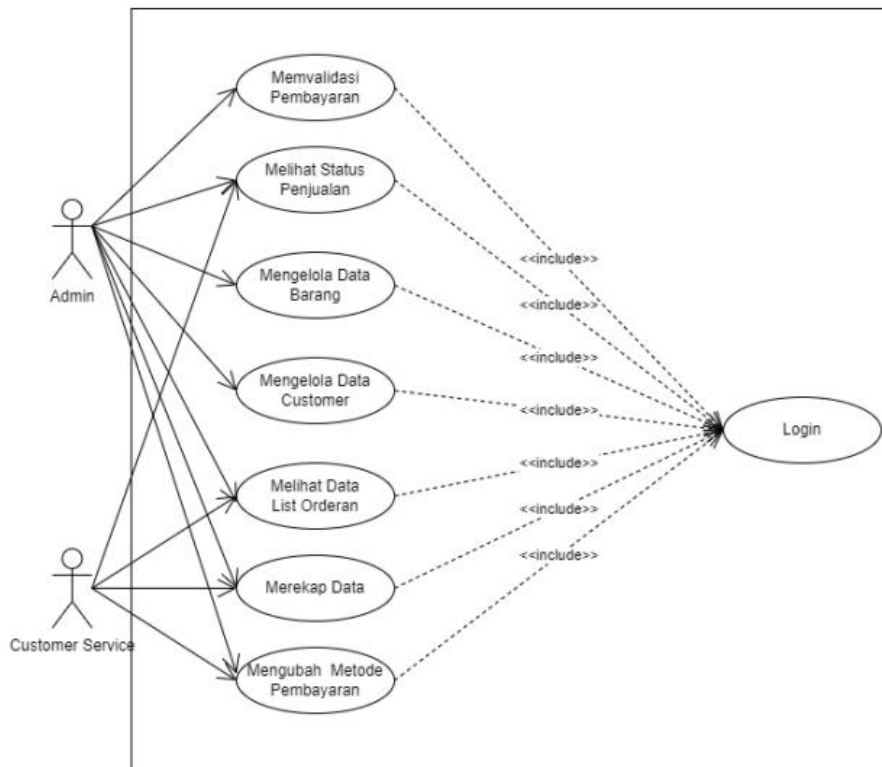 Memvalidasi
Pembayaran
Melihat Status
Penjualan
<<include>>
Mengelola Data
Barang
<<include>>
Admin
<<include>>
Mengelola Data
Customer
<<include>>
Login
<<include>>
Melihat Data
List Orderan
<<include>>
<<include>>
Merekap Data
Customer Service
Mengubah Metode
Pembayaran